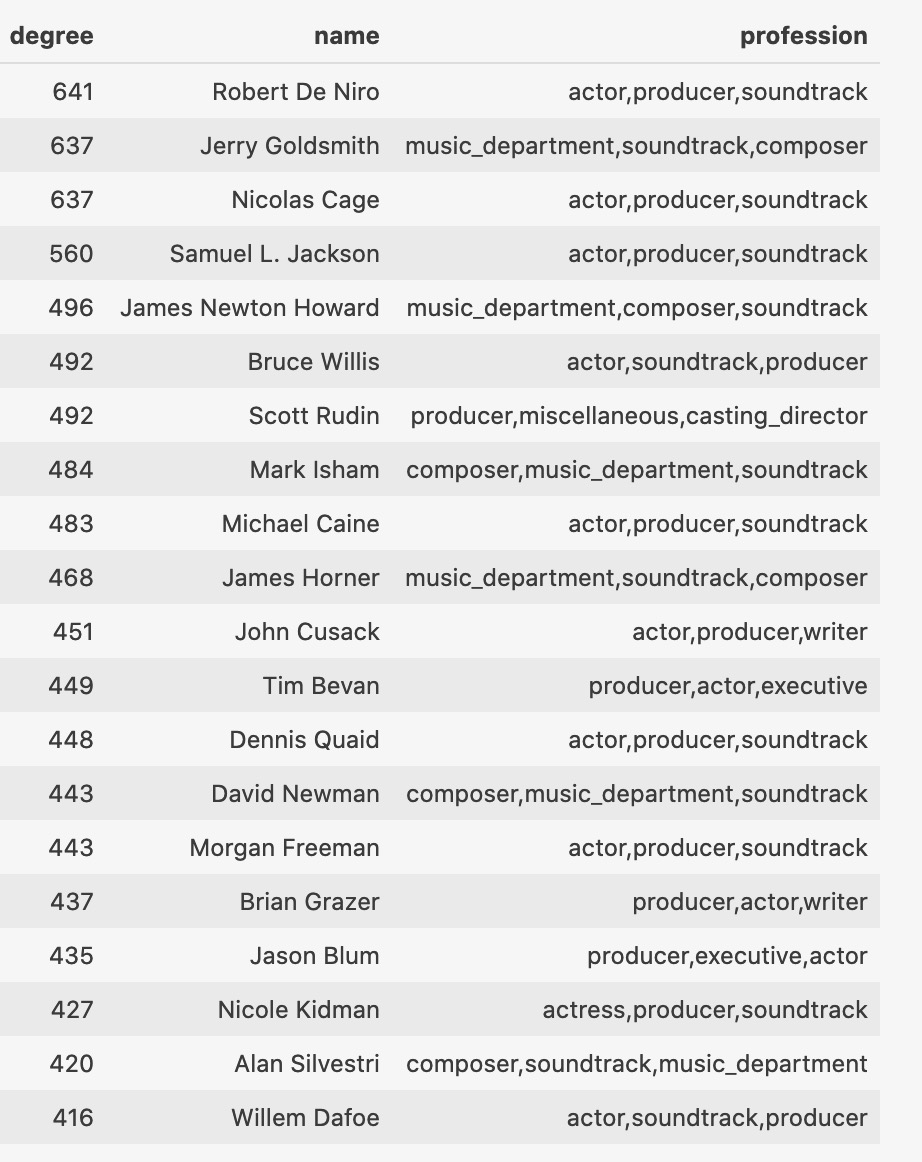 degree name profession
641 Robert De Niro actor,producer,soundtrack
637 Jerry Goldsmith music_department,soundtrack,composer
637 Nicolas Cage actor,producer,soundtrack
560 Samuel L. Jackson actor,producer,soundtrack
496 James Newton Howard music_department,composer,soundtrack
492 Bruce Willis actor,soundtrack,producer
492 Scott Rudin producer,miscellaneous,casting_director
484 Mark Isham composer,music_department,soundtrack
483 Michael Caine actor,producer,soundtrack
468 James Horner music_department,soundtrack,composer
451 John Cusack actor,producer,writer
449 Tim Bevan producer,actor,executive
448 Dennis Quaid actor,producer,soundtrack
443 David Newman composer,music_department,soundtrack
443 Morgan Freeman actor,producer,soundtrack
437 Brian Grazer producer,actor,writer
435 Jason Blum producer,executive,actor
427 Nicole Kidman actress,producer,soundtrack
420 Alan Silvestri composer,soundtrack,music_department
416 Willem Dafoe actor,soundtrack,producer